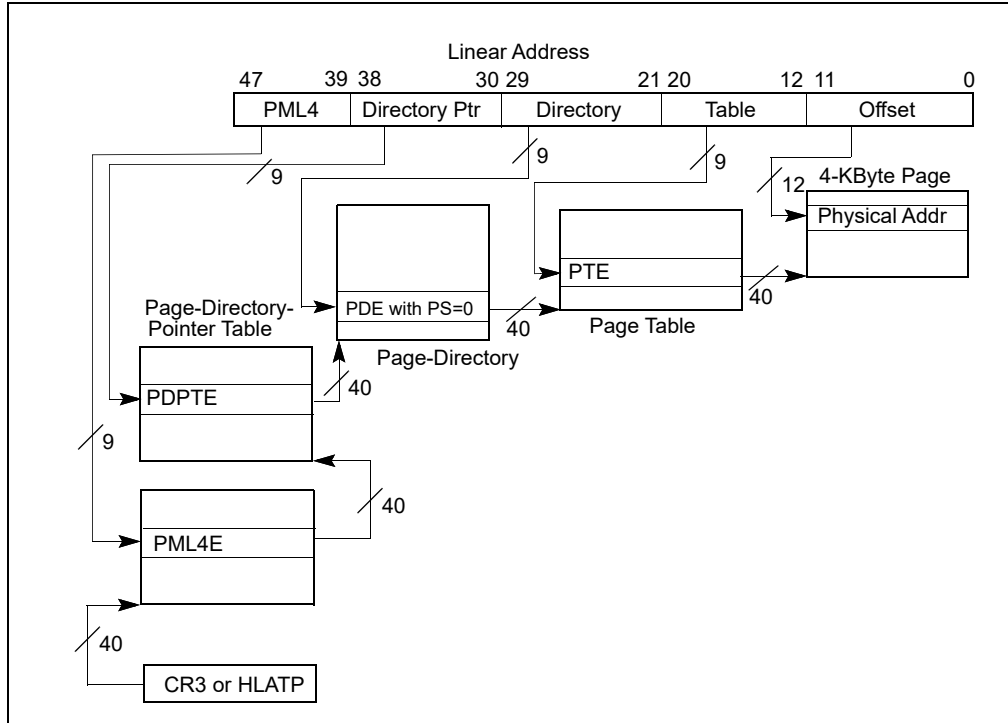 Linear Address
47 39 38 30 29 21 20 12 11 0
PML4 Directory Ptr Directory Table Offset
9 9 9
12 4-KByte Page
Physical Addr
PTE
40
PDE with PS=0
40
Page Table
Page-Directory-
Pointer Table
Page-Directory
40
PDPTE
9
40
PML4E
40
CR3 or HLATP